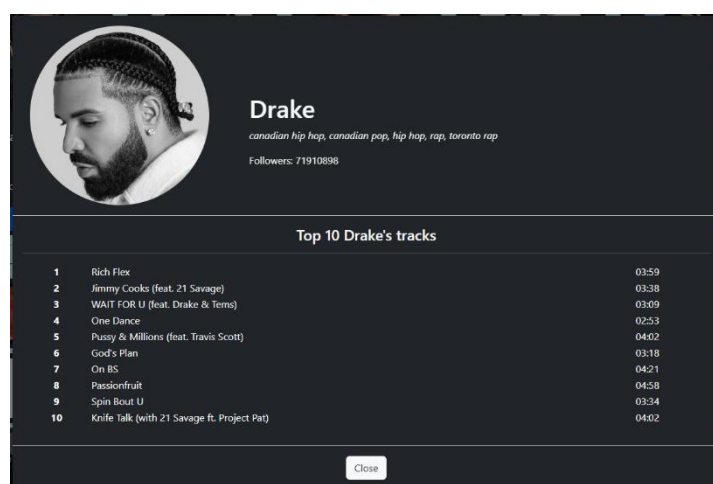 Drake
canadian hip hop, canadian pop, hip hop, rap, toronto rap
Followers: 71910898
Top 10 Drake's tracks
1 Rich Flex 03:59
2 Jimmy Cooks (feat. 21 Savage) 03:38
3 WAIT FOR U (feat. Drake & Tems) 03:09
4 One Dance 02:53
5 Pussy & Millions (feat. Travis Scott) 04:02
6 God's Plan 03:18
7 On BS 04:21
8 Passionfruit 04:58
9 Spin Bout U 03:34
10 Knife Talk (with 21 Savage ft. Project Pat) 04:02
Close